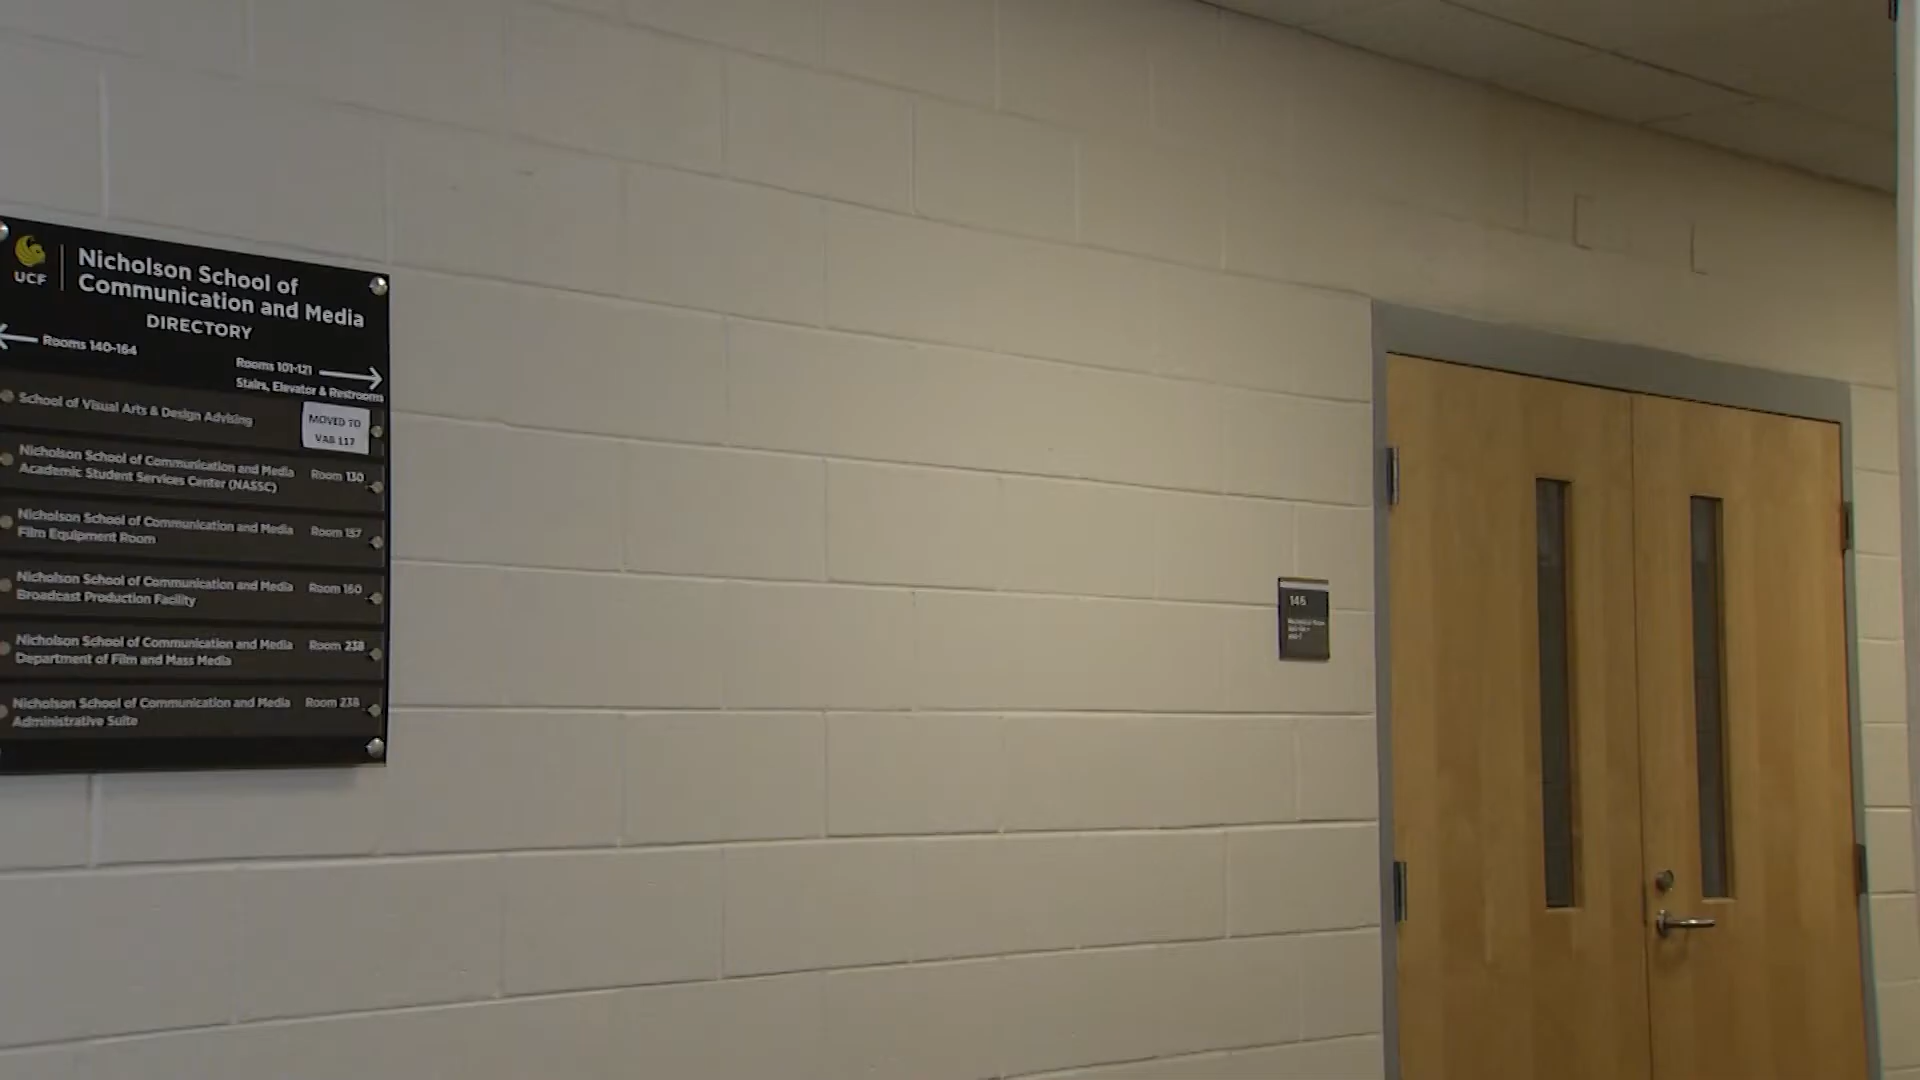 UCF
Nicholson School of
Communication and Media
DIRECTORY
Rooms 140-164
Rooms 101-121
Stairs, Elevator & Restrooms
School of Visual Arts & Design Advising
MOVED TO
VAB 117
Nicholson School of Communication and Media
Academic Student Services Center (NASSC)
Room 130
Nicholson School of Communication and Media
Film Equipment Room
Room 157
Nicholson School of Communication and Media
Broadcast Production Facility
Room 160
Nicholson School of Communication and Media
Department of Film and Mass Media
Room 238
Nicholson School of Communication and Media
Administrative Suite
Room 238
146